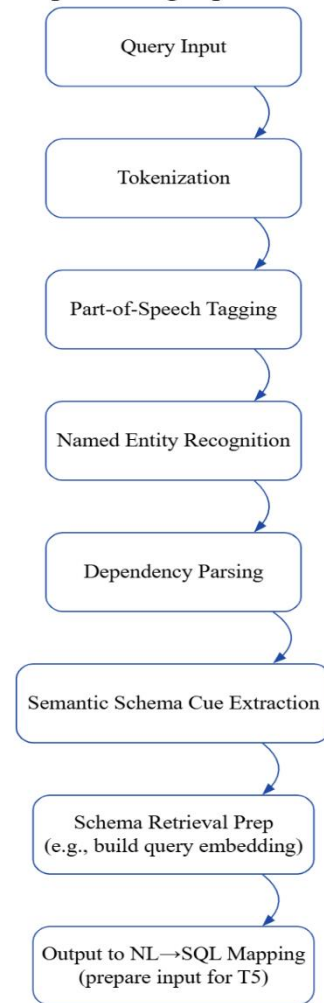 Query Input
Tokenization
Part-of-Speech Tagging
Named Entity Recognition
Dependency Parsing
Semantic Schema Cue Extraction
Schema Retrieval Prep
(e.g., build query embedding)
Output to NL→SQL Mapping
(prepare input for T5)